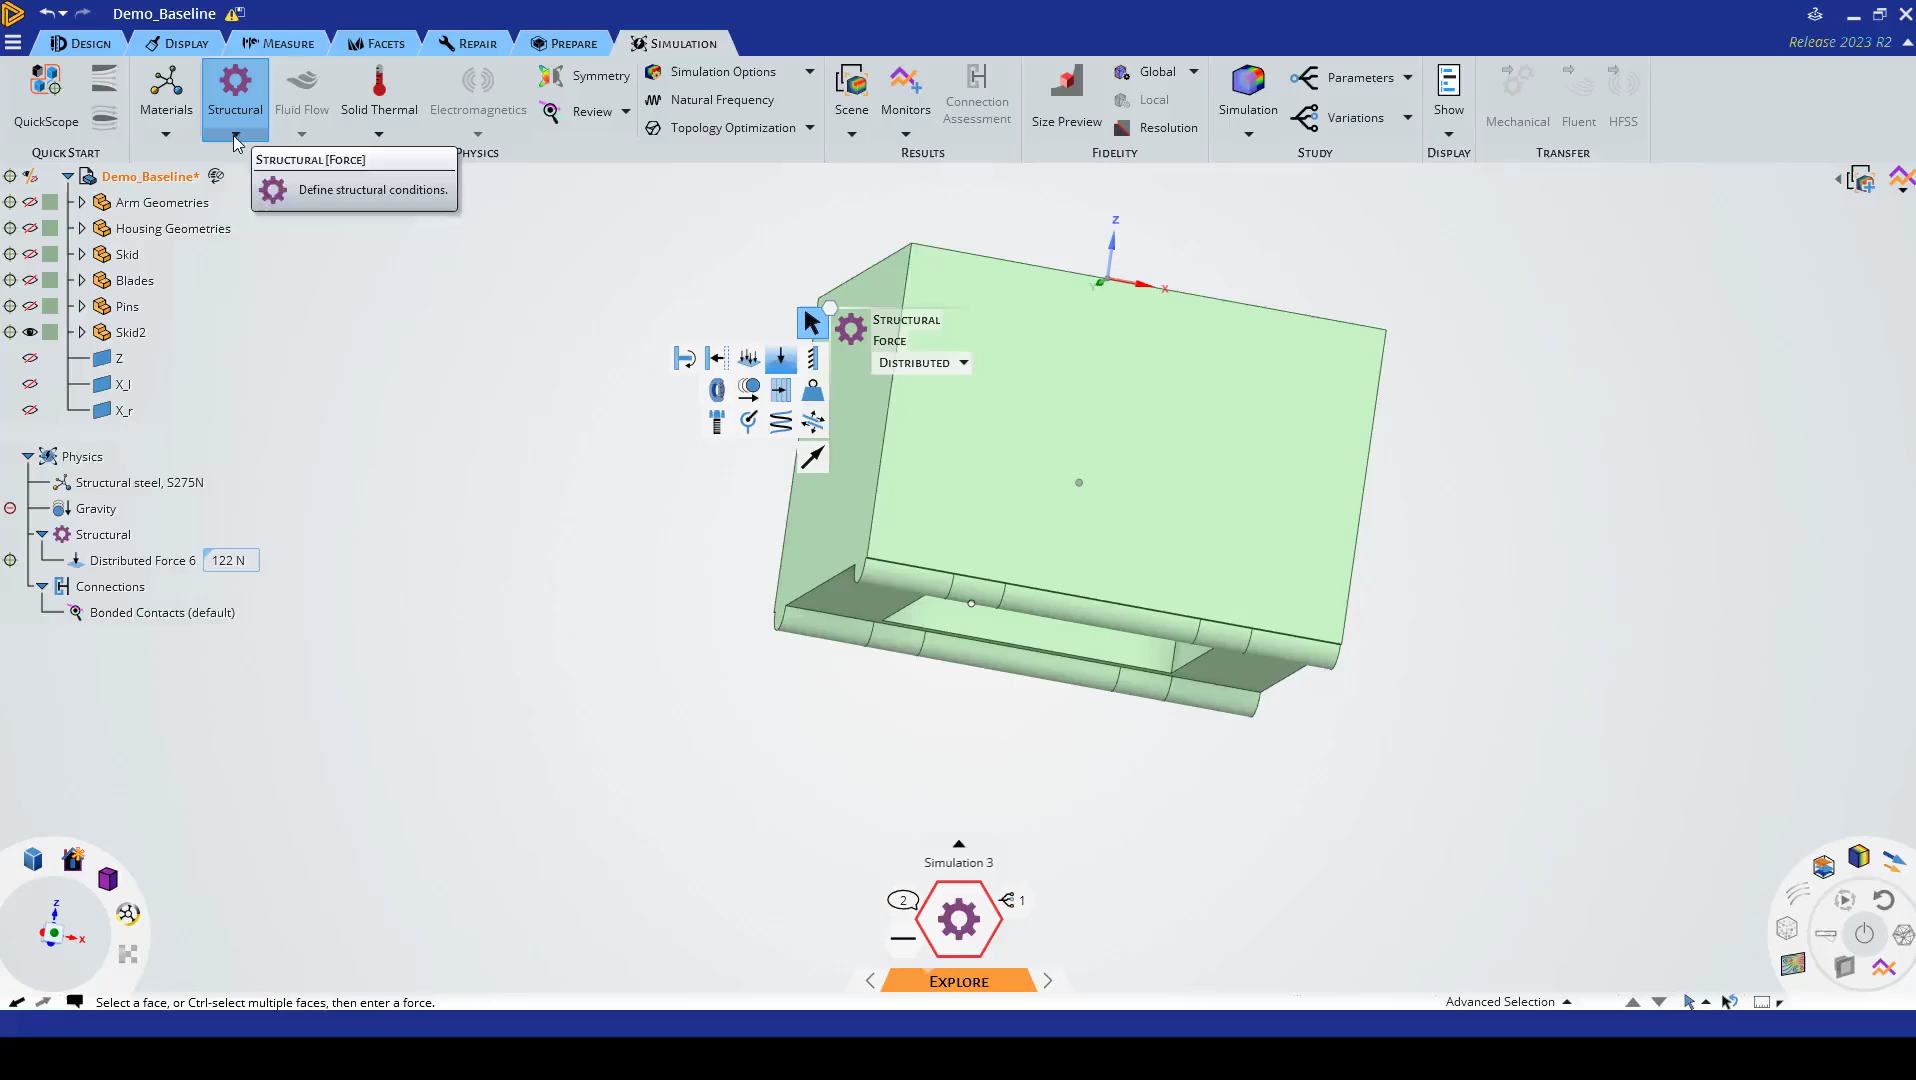 Demo_Baseline
Release 2023 R2
DESIGN
DISPLAY
MEASURE
FACETS
REPAIR
PREPARE
SIMULATION
QuickScope
QUICK START
Materials
Structural
Fluid Flow
Solid Thermal
Electromagnetics
Symmetry
Review
PHYSICS
Simulation Options
Natural Frequency
Topology Optimization
Scene
Monitors
Connection
Assessment
RESULTS
Size Preview
Global
Local
Resolution
FIDELITY
Simulation
Parameters
Variations
STUDY
Show
DISPLAY
Mechanical
Fluent
HFSS
TRANSFER
STRUCTURAL [FORCE]
Define structural conditions.
Demo_Baseline*
Arm Geometries
Housing Geometries
Skid
Blades
Pins
Skid2
Z
X_l
X_r
Physics
Structural steel, S275N
Gravity
Structural
Distributed Force 6
122 N
Connections
Bonded Contacts (default)
Z
X
Y
STRUCTURAL
FORCE
DISTRIBUTED
Simulation 3
2
1
EXPLORE
Z
X
Select a face, or Ctrl-select multiple faces, then enter a force.
Advanced Selection